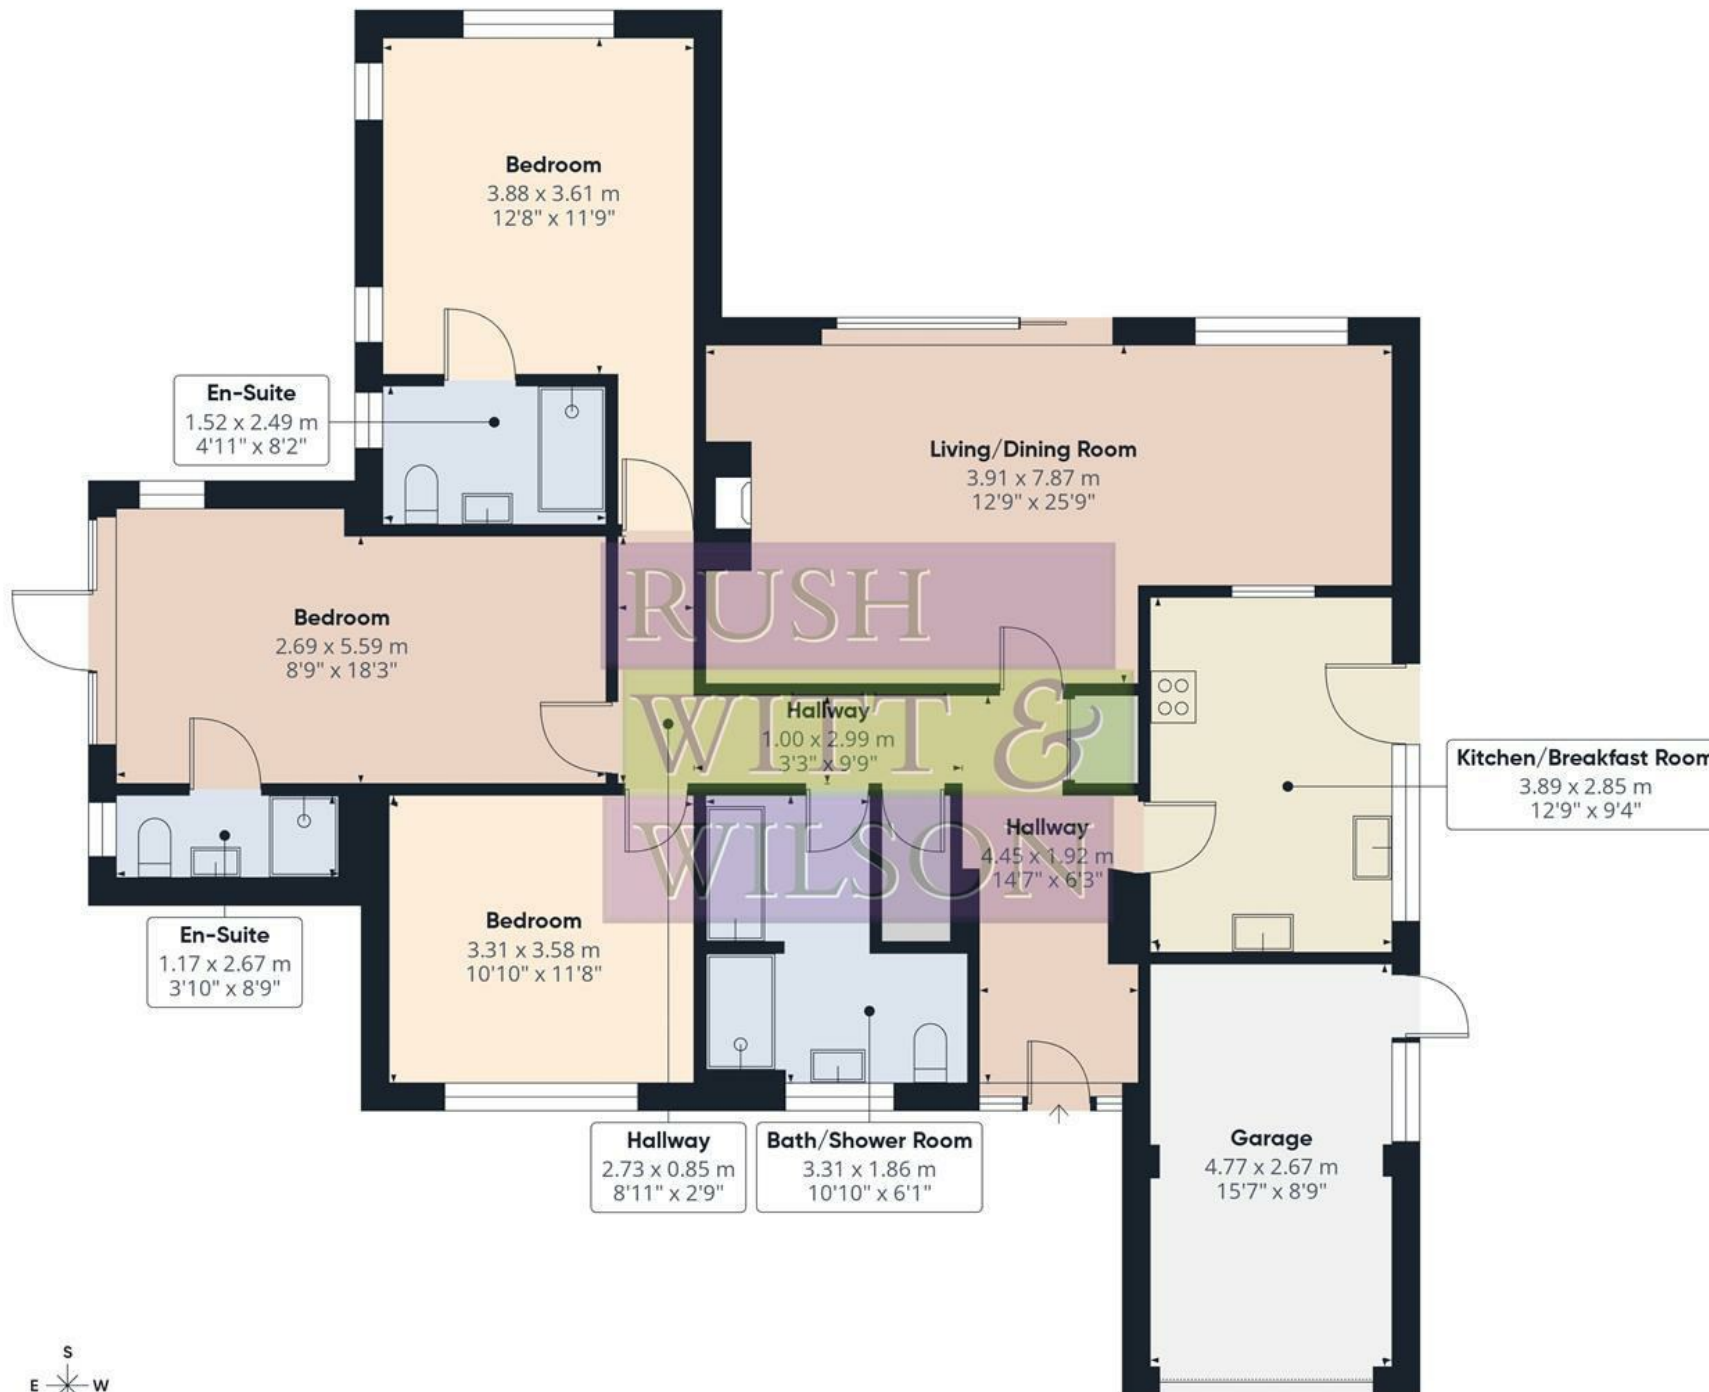 Bedroom
3.88 x 3.61 m
12'8" x 11'9"
En-Suite
1.52 x 2.49 m
4'11" x 8'2"
Living/Dining Room
3.91 x 7.87 m
12'9" x 25'9"
Bedroom
2.69 x 5.59 m
8'9" x 18'3"
RUSH
WITT &
WILSON
Hallway
1.00 x 2.99 m
3'3" x 9'9"
Kitchen/Breakfast Room
3.89 x 2.85 m
12'9" x 9'4"
Hallway
4.45 x 1.92 m
14'7" x 6'3"
Bedroom
3.31 x 3.58 m
10'10" x 11'8"
En-Suite
1.17 x 2.67 m
3'10" x 8'9"
Hallway
2.73 x 0.85 m
8'11" x 2'9"
Bath/Shower Room
3.31 x 1.86 m
10'10" x 6'1"
Garage
4.77 x 2.67 m
15'7" x 8'9"
S
E W